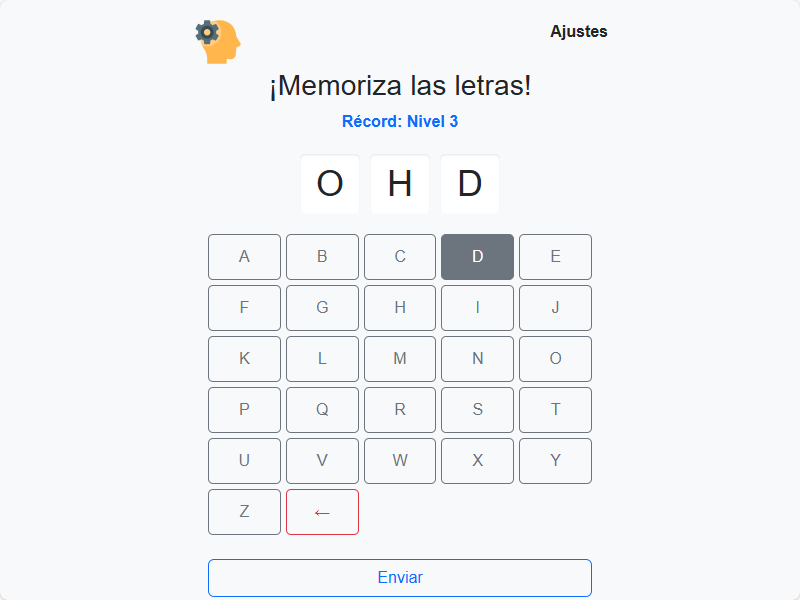 Ajustes
¡Memoriza las letras!
Récord: Nivel 3
O H D
A B C D E
F G H I J
K L M N O
P Q R S T
U V W X Y
Z ←
Enviar